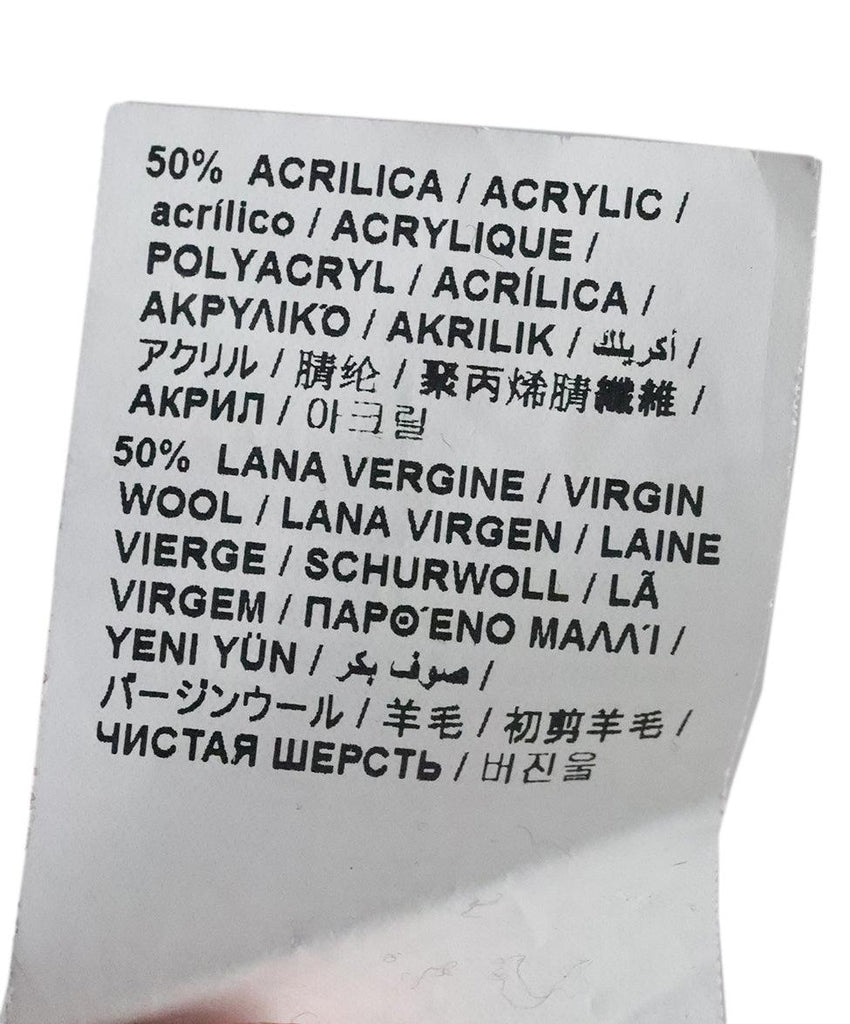 50% ACRILICA / ACRYLIC /
acrílico / ACRYLIQUE /
POLYACRYL / ACRÍLICA /
ΑΚΡΥΛΙΚΌ / AKRILIK / أكريلك /
アクリル / 腈纶 / 聚丙烯腈纖維 /
АКРИЛ / 아크릴
50% LANA VERGINE / VIRGIN
WOOL / LANA VIRGEN / LAINE
VIERGE / SCHURWOLL / LÃ
VIRGEM / ΠΑΡΘΈΝΟ ΜΑΛΛΊ /
YENI YÜN / صوف بكر /
バージンウール / 羊毛 / 初剪羊毛 /
ЧИСТАЯ ШЕРСТЬ / 버진울